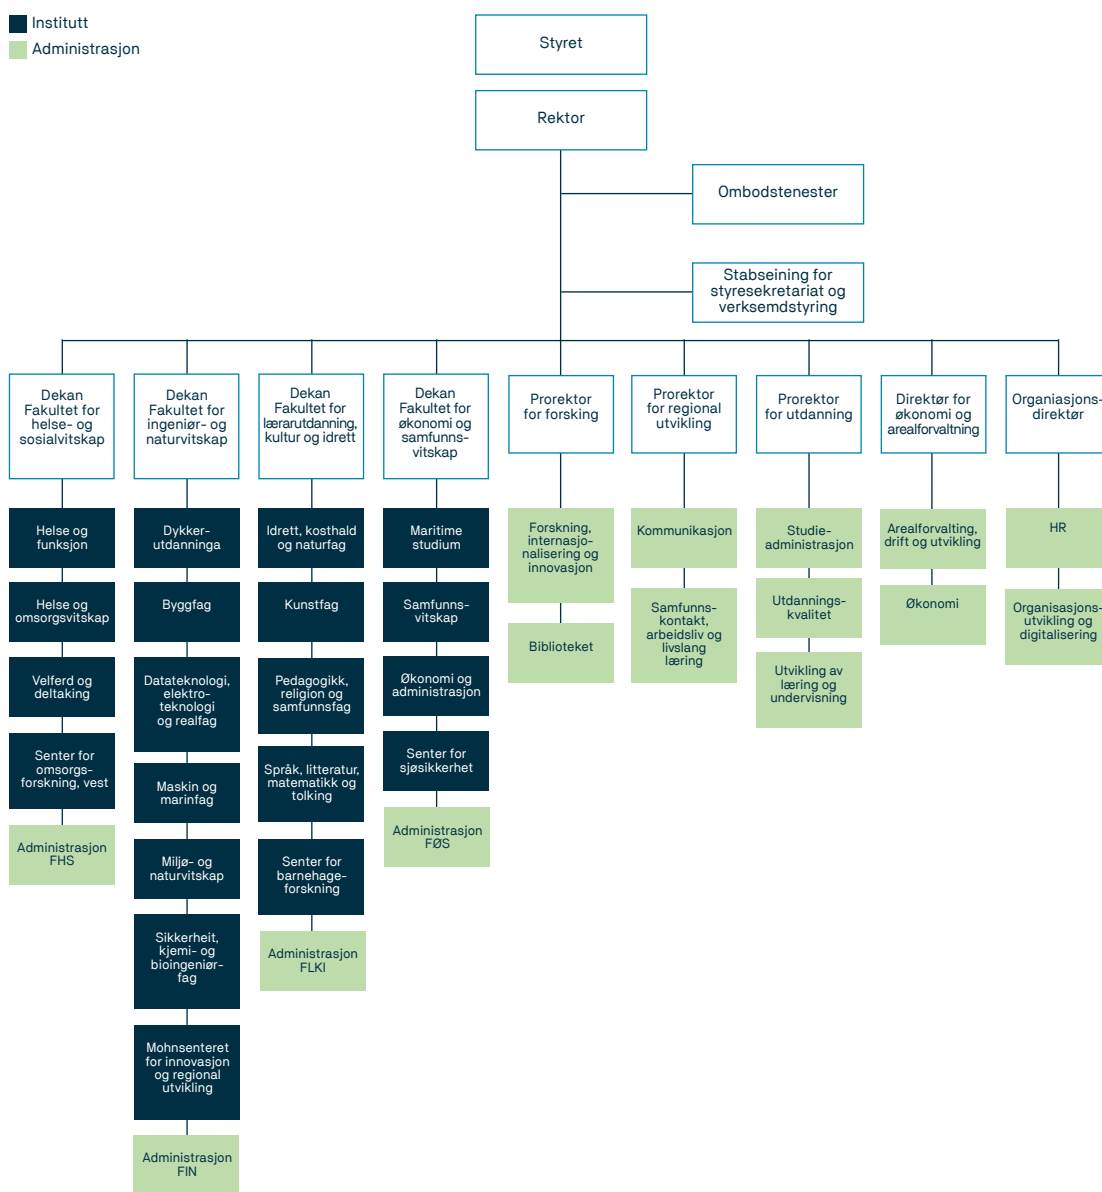 Institutt
Administrasjon
Styret
Rektor
Ombodstenester
Stabseining for
styresekretariat og
verksemdstyring
Dekan
Fakultet for
helse- og
sosialvitskap
Dekan
Fakultet for
ingeniør- og
naturvitskap
Dekan
Fakultet for
lærarutdanning,
kultur og idrett
Dekan
Fakultet for
økonomi og
samfunns-
vitskap
Prorektor
for forsking
Prorektor
for regional
utvikling
Prorektor
for utdanning
Direktør for
økonomi og
arealforvaltning
Organiasjons-
direktør
Helse og
funksjon
Helse og
omsorgsvitskap
Velferd og
deltaking
Senter for
omsorgs-
forskning, vest
Administrasjon
FHS
Dykker-
utdanninga
Byggfag
Datateknologi,
elektro-
teknologi
og realfag
Maskin og
marinfag
Miljø- og
naturvitskap
Sikkerheit,
kjemi- og
bioingeniør-
fag
Mohnsenteret
for innovasjon
og regional
utvikling
Administrasjon
FIN
Idrett, kosthald
og naturfag
Kunstfag
Pedagogikk,
religion og
samfunnsfag
Språk, litteratur,
matematikk og
tolking
Senter for
barnehage-
forskning
Administrasjon
FLKI
Maritime
studium
Samfunns-
vitskap
Økonomi og
administrasjon
Senter for
sjøsikkerhet
Administrasjon
FØS
Forskning,
internasjo-
nalisering og
innovasjon
Biblioteket
Kommunikasjon
Samfunns-
kontakt,
arbeidsliv og
livslang
læring
Studie-
administrasjon
Utdannings-
kvalitet
Utvikling av
læring og
undervisning
Arealforvalting,
drift og utvikling
Økonomi
HR
Organisasjons-
utvikling og
digitalisering